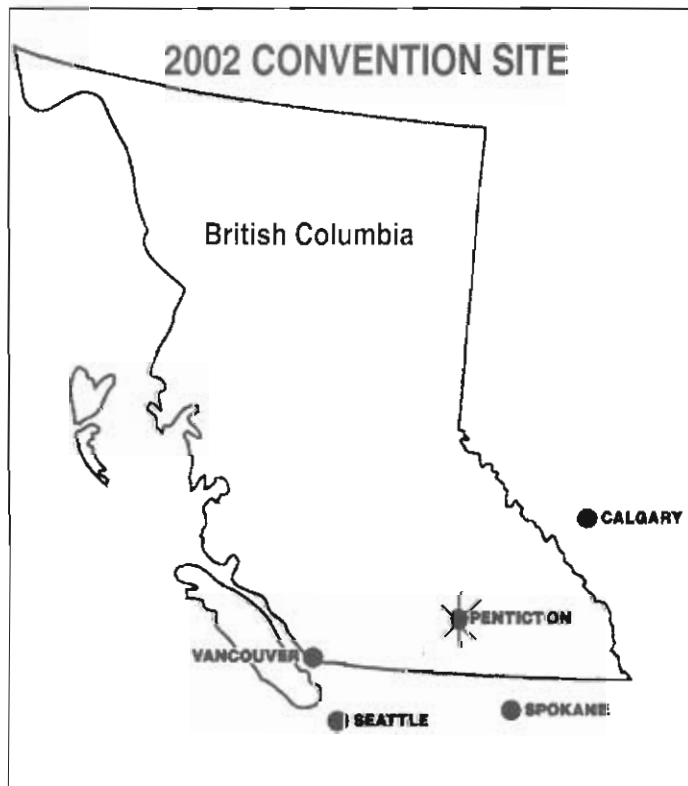 2002 CONVENTION SITE
British Columbia
CALGARY
PENTICTON
VANCOUVER
SPOKANE
SEATTLE